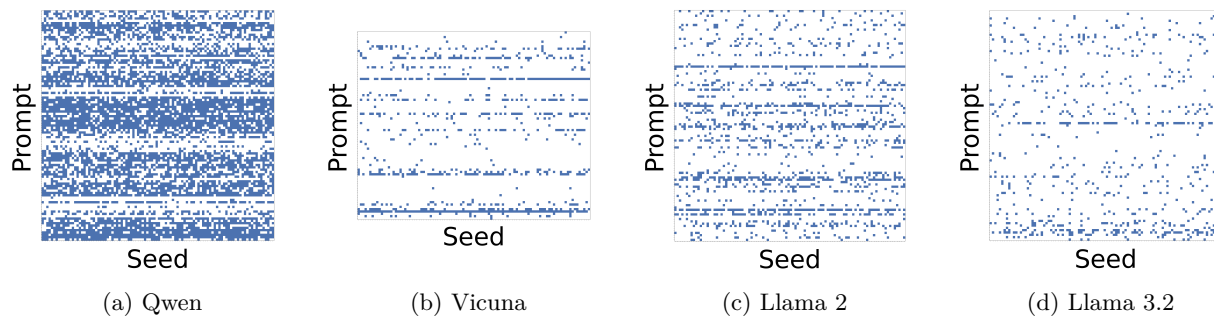 Prompt
Seed
(a) Qwen
Prompt
Seed
(b) Vicuna
Prompt
Seed
(c) Llama 2
Prompt
Seed
(d) Llama 3.2